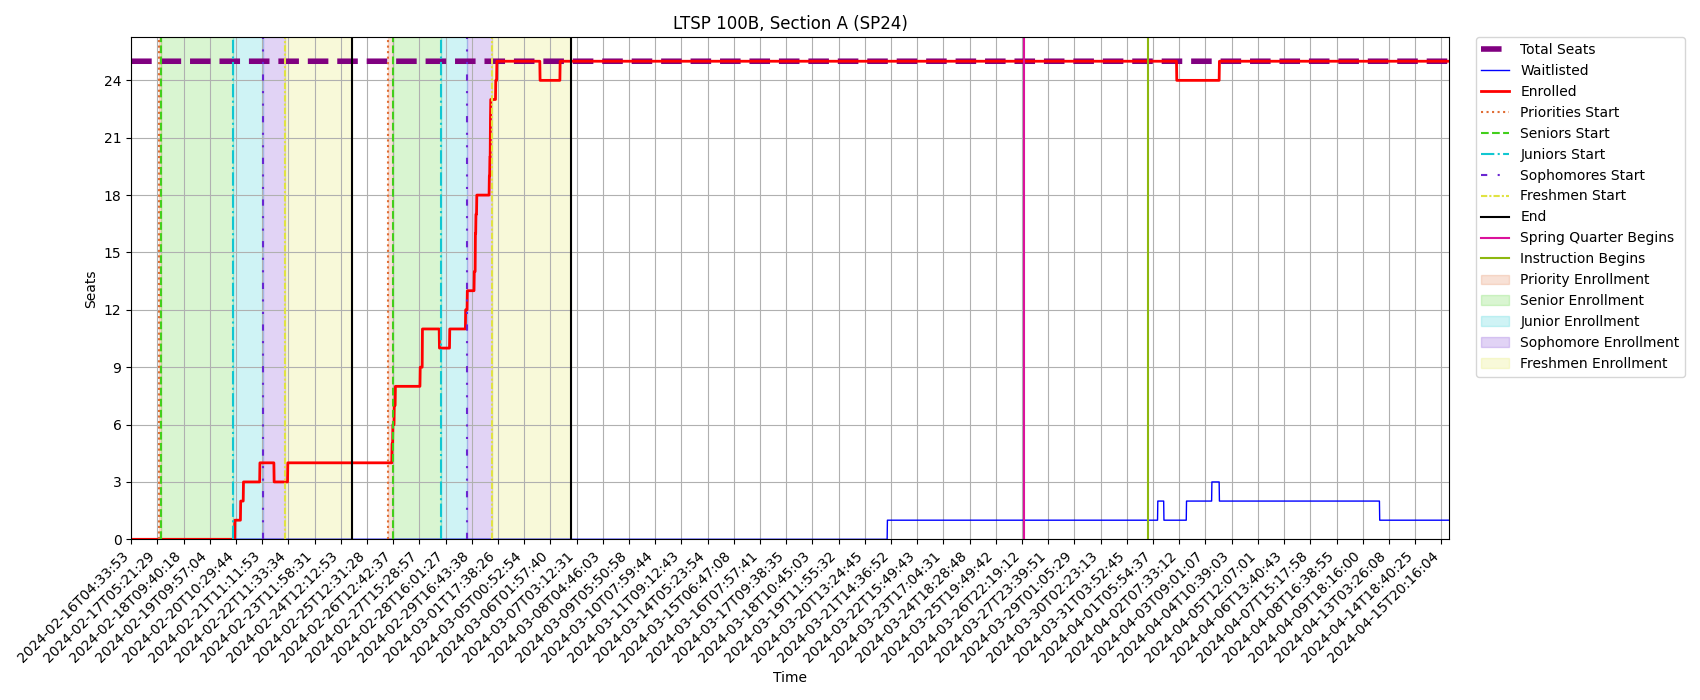 LTSP 100B, Section A (SP24)
Seats
24
21
18
15
12
9
6
3
0
2024-02-16T04:33:53
2024-02-17T05:21:29
2024-02-18T09:40:18
2024-02-19T09:57:04
2024-02-20T10:29:44
2024-02-21T11:11:53
2024-02-22T11:33:34
2024-02-23T11:58:31
2024-02-24T12:12:53
2024-02-25T12:31:28
2024-02-26T12:42:37
2024-02-27T15:28:57
2024-02-28T16:01:27
2024-02-29T16:43:38
2024-03-01T17:38:26
2024-03-05T00:52:54
2024-03-06T01:57:40
2024-03-07T03:12:31
2024-03-08T04:46:03
2024-03-09T05:50:58
2024-03-10T07:59:44
2024-03-11T09:12:43
2024-03-14T05:23:54
2024-03-15T06:47:08
2024-03-16T07:57:41
2024-03-17T09:38:35
2024-03-18T10:45:03
2024-03-19T11:55:32
2024-03-20T13:24:45
2024-03-21T14:36:52
2024-03-22T15:49:43
2024-03-23T17:04:31
2024-03-24T18:28:48
2024-03-25T19:49:42
2024-03-26T22:19:12
2024-03-27T23:39:51
2024-03-29T01:05:29
2024-03-30T02:23:13
2024-03-31T03:52:45
2024-04-01T05:54:37
2024-04-02T07:33:12
2024-04-03T09:01:07
2024-04-04T10:39:03
2024-04-05T12:07:01
2024-04-06T13:40:43
2024-04-07T15:17:58
2024-04-08T16:38:55
2024-04-09T18:16:00
2024-04-13T03:26:08
2024-04-14T18:40:25
2024-04-15T20:16:04
Time
Total Seats
Waitlisted
Enrolled
Priorities Start
Seniors Start
Juniors Start
Sophomores Start
Freshmen Start
End
Spring Quarter Begins
Instruction Begins
Priority Enrollment
Senior Enrollment
Junior Enrollment
Sophomore Enrollment
Freshmen Enrollment